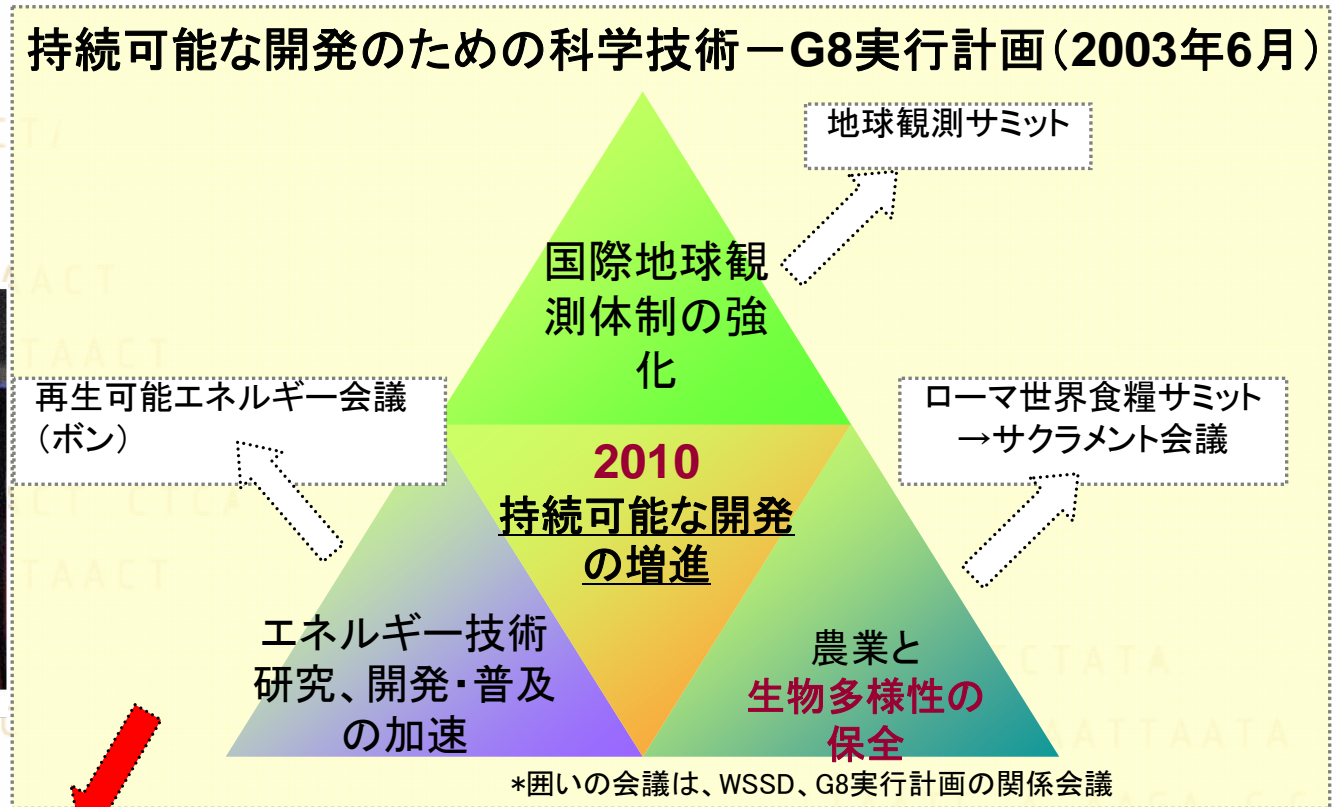 持続可能な開発のための科学技術－G8実行計画（2003年6月）
地球観測サミット
国際地球観
測体制の強
化
再生可能エネルギー会議
（ボン）
ローマ世界食糧サミット
→サクラメント会議
2010
持続可能な開発
の増進
エネルギー技術
研究、開発・普及
の加速
農業と
生物多様性の
保全
*囲いの会議は、WSSD、G8実行計画の関係会議
AACT
TAACT
ACT CTCA
TAACT
CTATA
AATTAATA